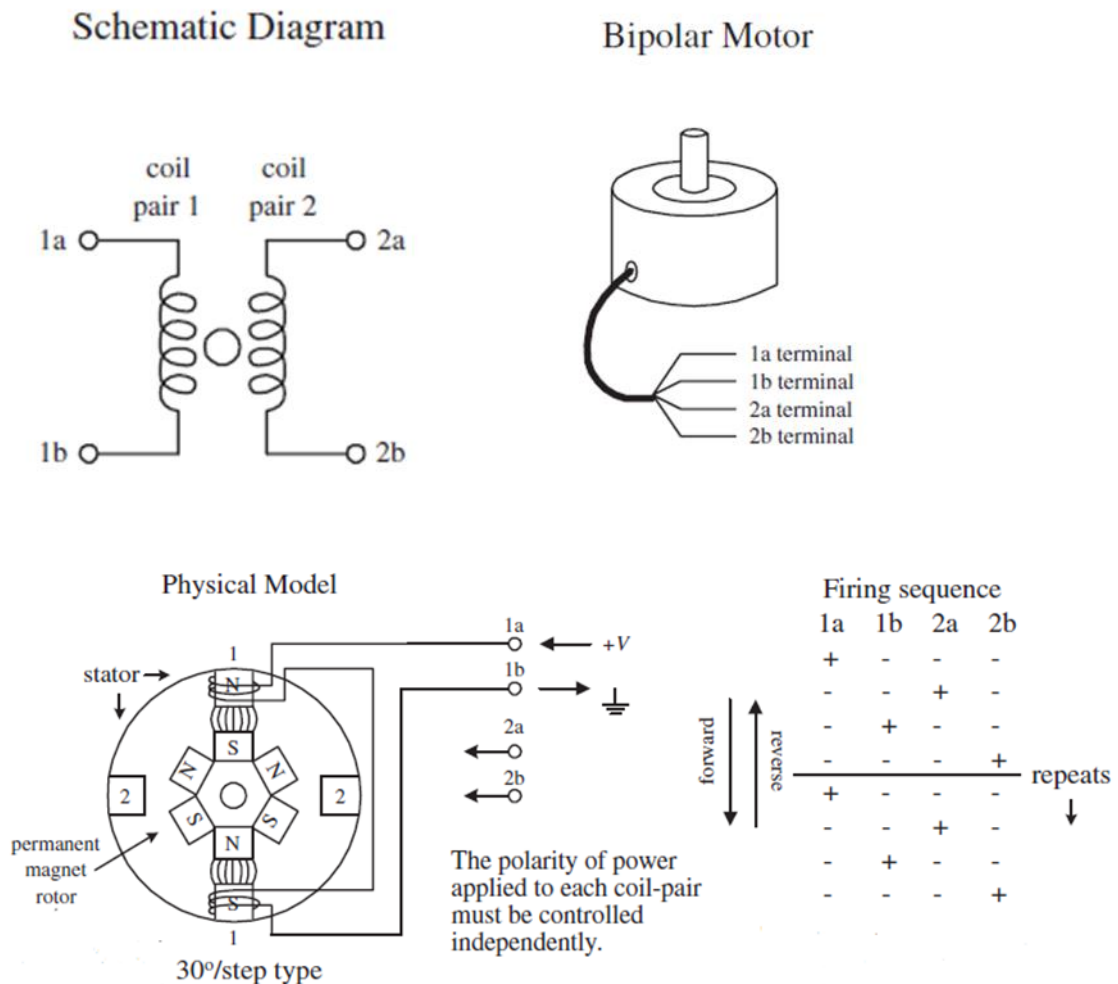 Schematic Diagram
Bipolar Motor
coil
pair 1
coil
pair 2
1a
2a
1b
2b
1a terminal
1b terminal
2a terminal
2b terminal
Physical Model
stator
1
N
S
N
N
2
2
S
S
N
S
1
permanent
magnet
rotor
30º/step type
1a
+V
1b
2a
2b
The polarity of power
applied to each coil-pair
must be controlled
independently.
Firing sequence
1a 1b 2a 2b
+ - - -
- - + -
- + - -
- - - +
repeats
+ - - -
- - + -
- + - -
- - - +
forward
reverse